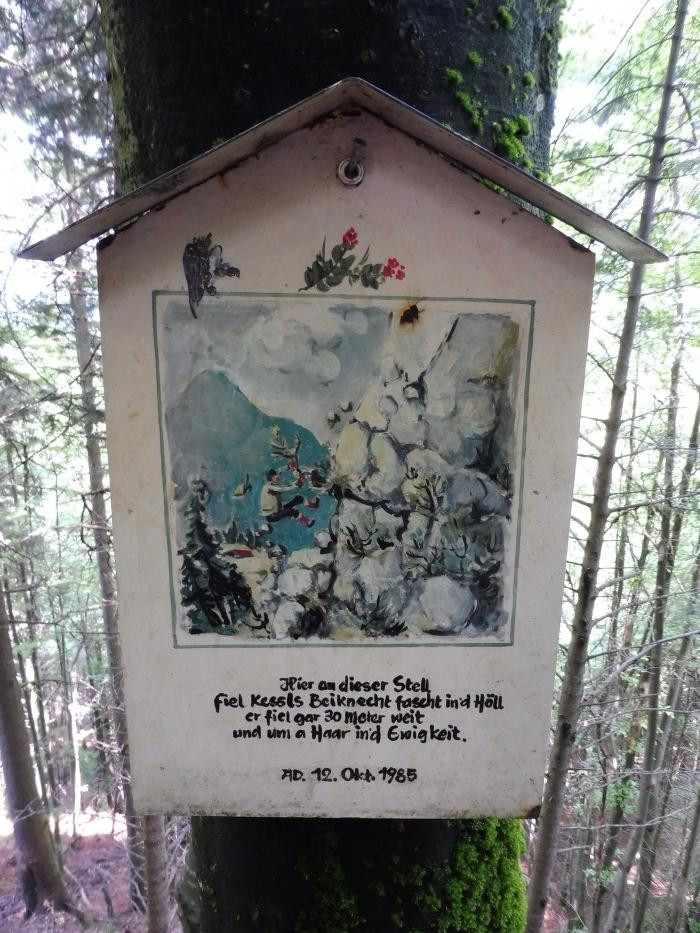 Hier an dieser Stell
fiel Kessls Beiknecht fascht in'd Höll
er fiel gar 30 Meter weit
und um a Haar in'd Ewigkeit.
AD. 12. Okt. 1985